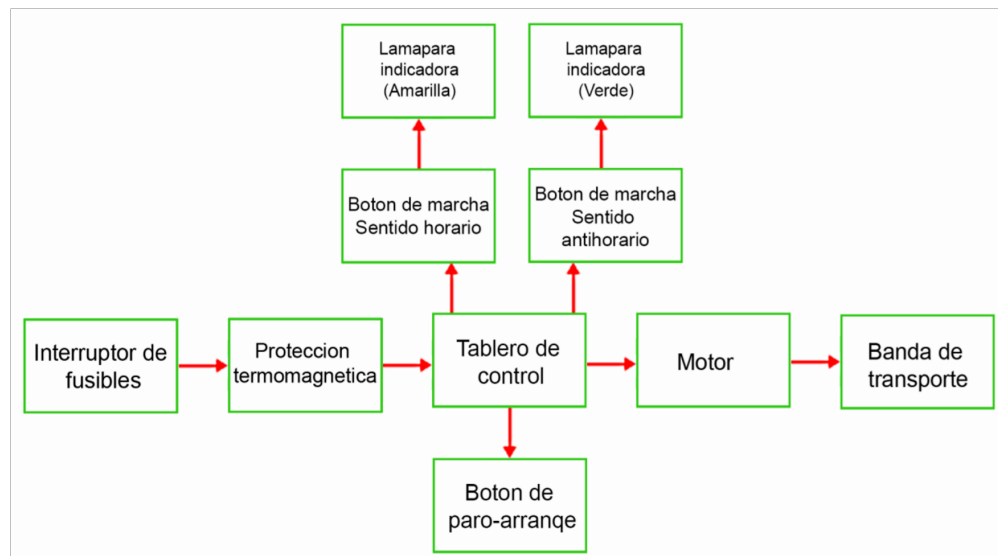 Lamapara
indicadora
(Amarilla)
Lamapara
indicadora
(Verde)
Boton de marcha
Sentido horario
Boton de marcha
Sentido
antihorario
Interruptor de
fusibles
Proteccion
termomagnetica
Tablero de
control
Motor
Banda de
transporte
Boton de
paro-arranqe